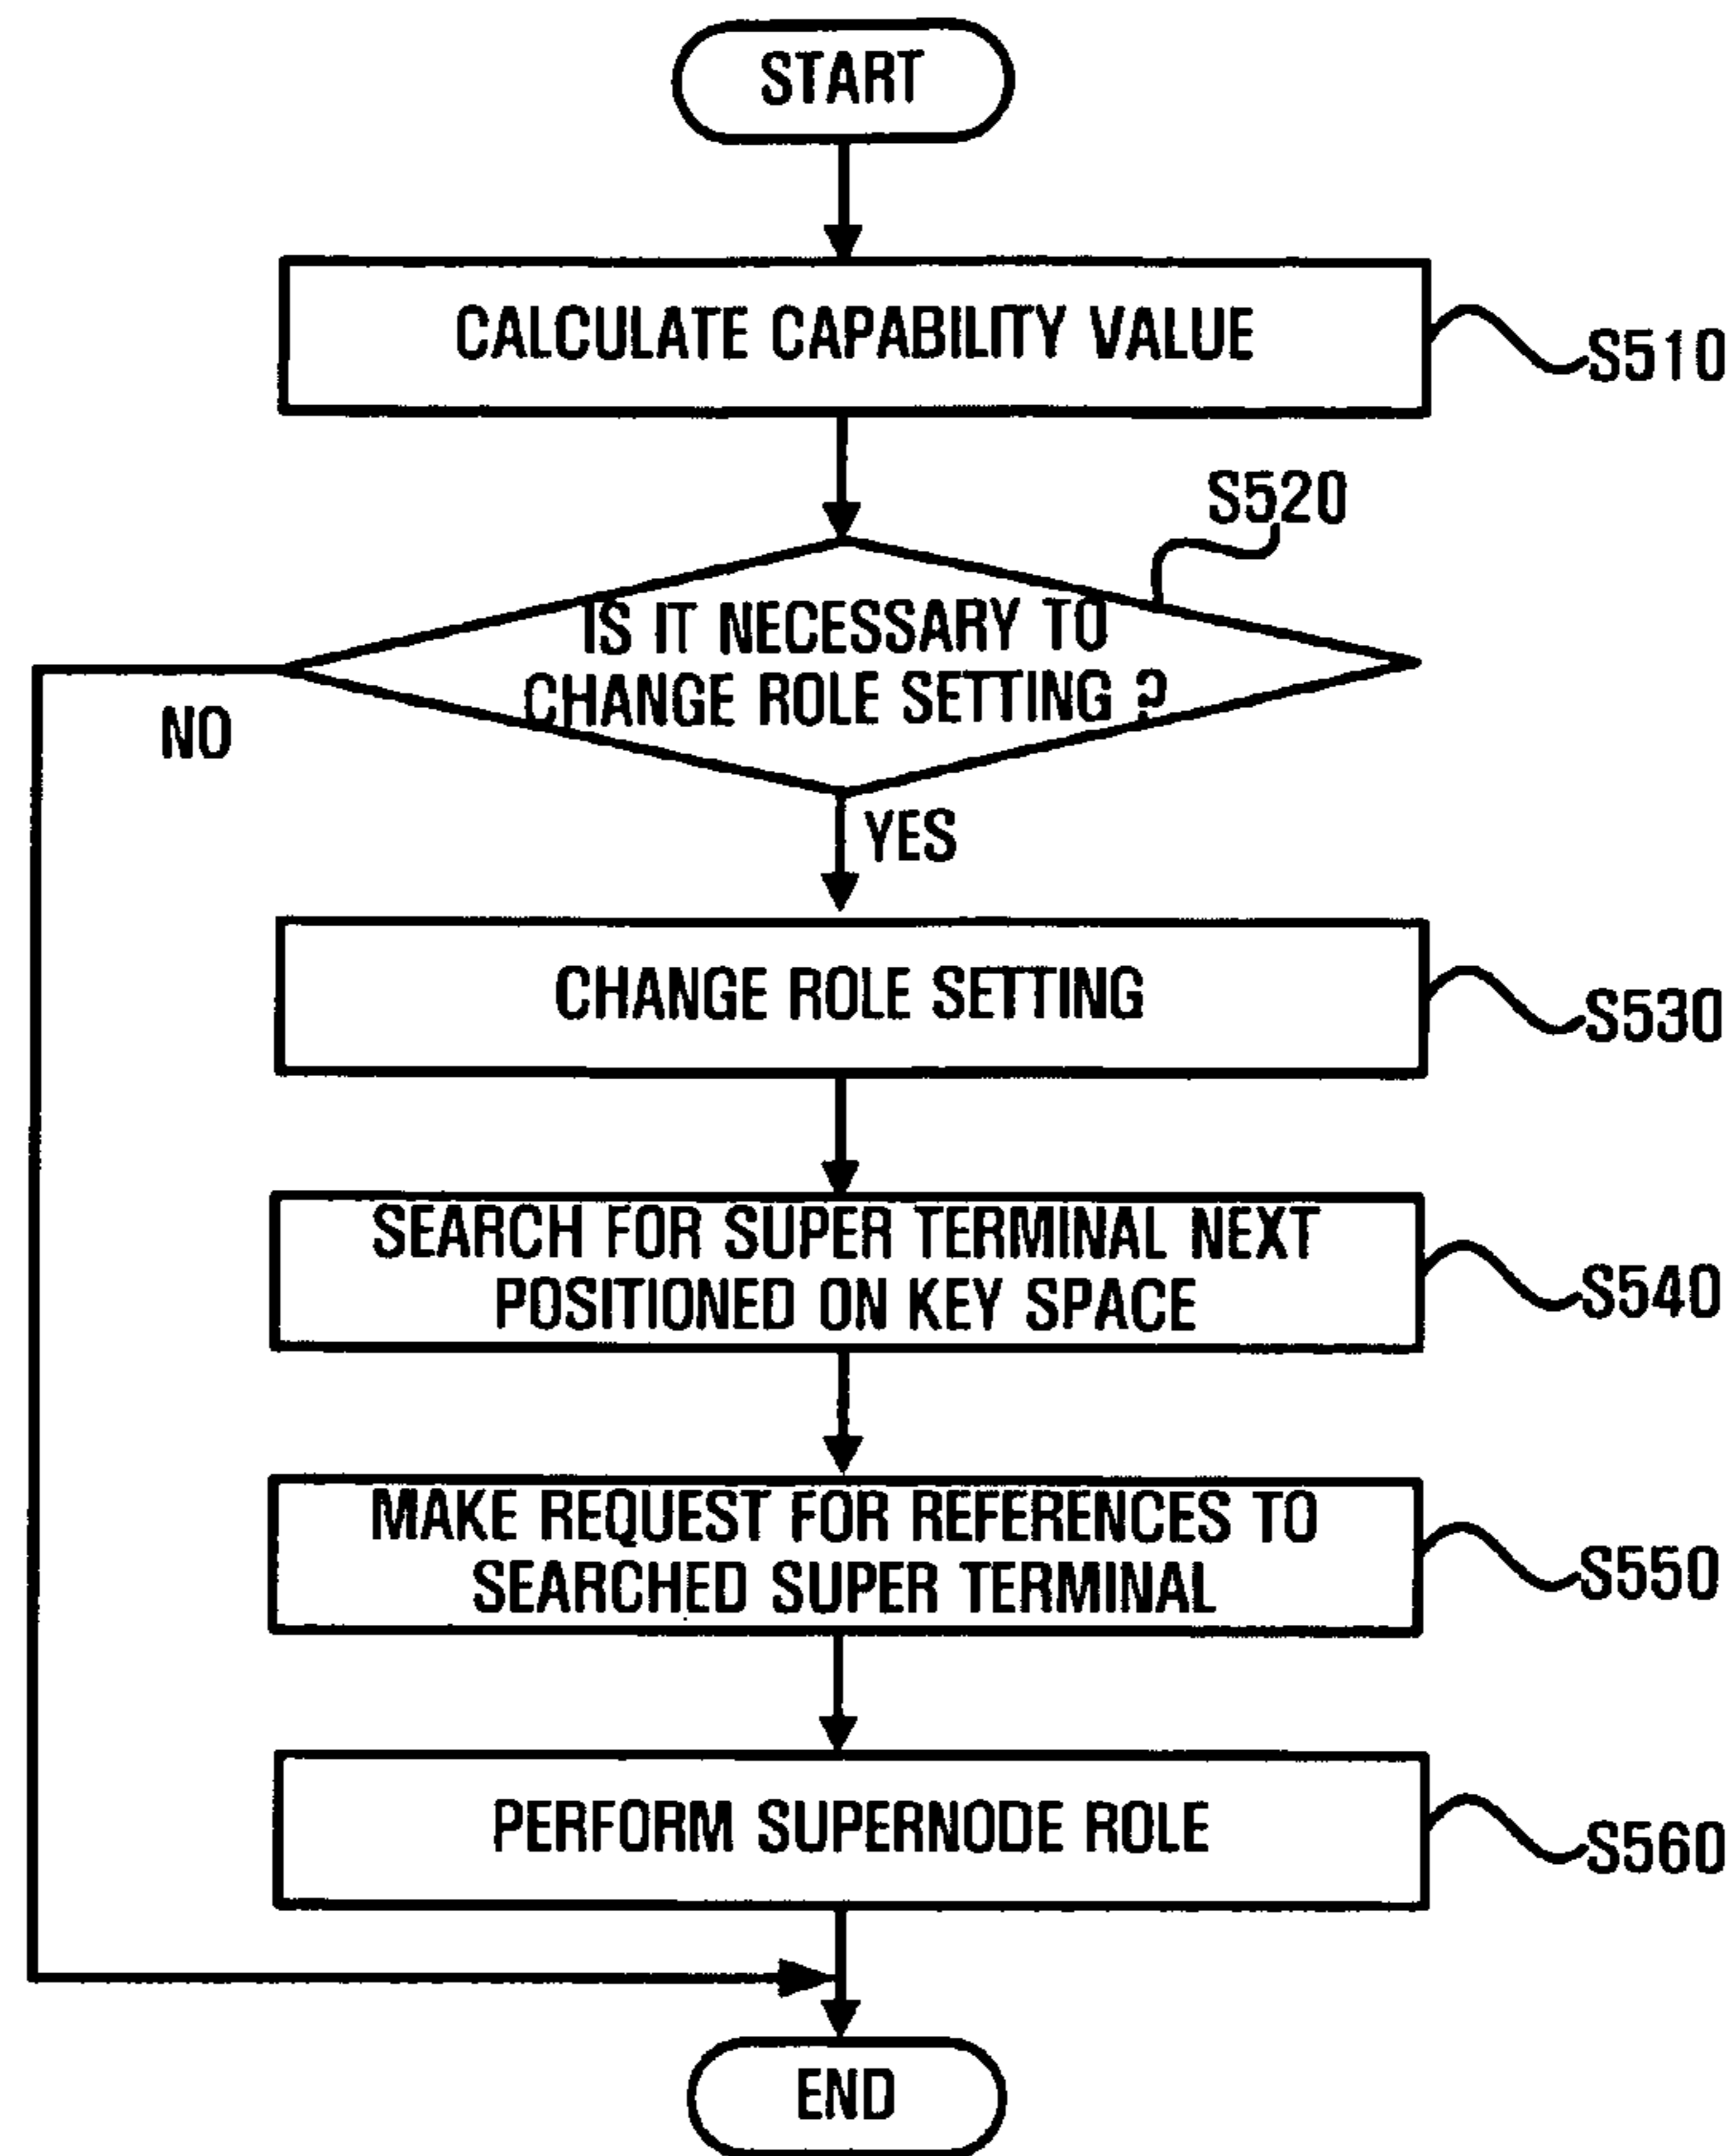 START
CALCULATE CAPABILITY VALUE
S510
S520
IS IT NECESSARY TO
CHANGE ROLE SETTING ?
NO
YES
CHANGE ROLE SETTING
S530
SEARCH FOR SUPER TERMINAL NEXT
POSITIONED ON KEY SPACE
S540
MAKE REQUEST FOR REFERENCES TO
SEARCHED SUPER TERMINAL
S550
PERFORM SUPERNODE ROLE
S560
END